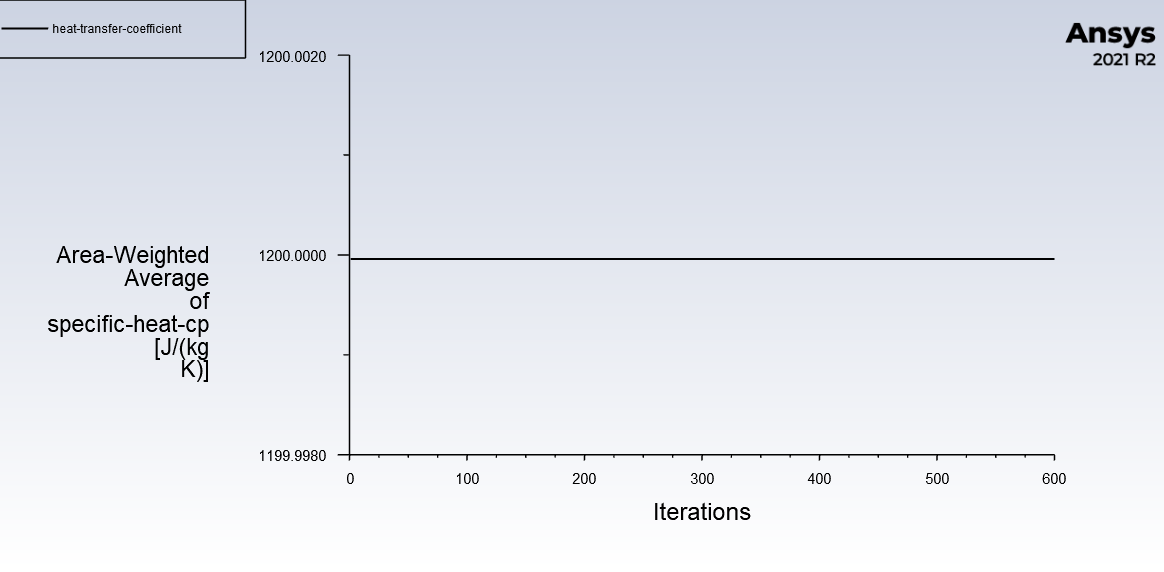 heat-transfer-coefficient
Ansys
2021 R2
1200.0020
1200.0000
1199.9980
Area-Weighted
Average
of
specific-heat-cp
[J/(kg
K)]
0 100 200 300 400 500 600
Iterations